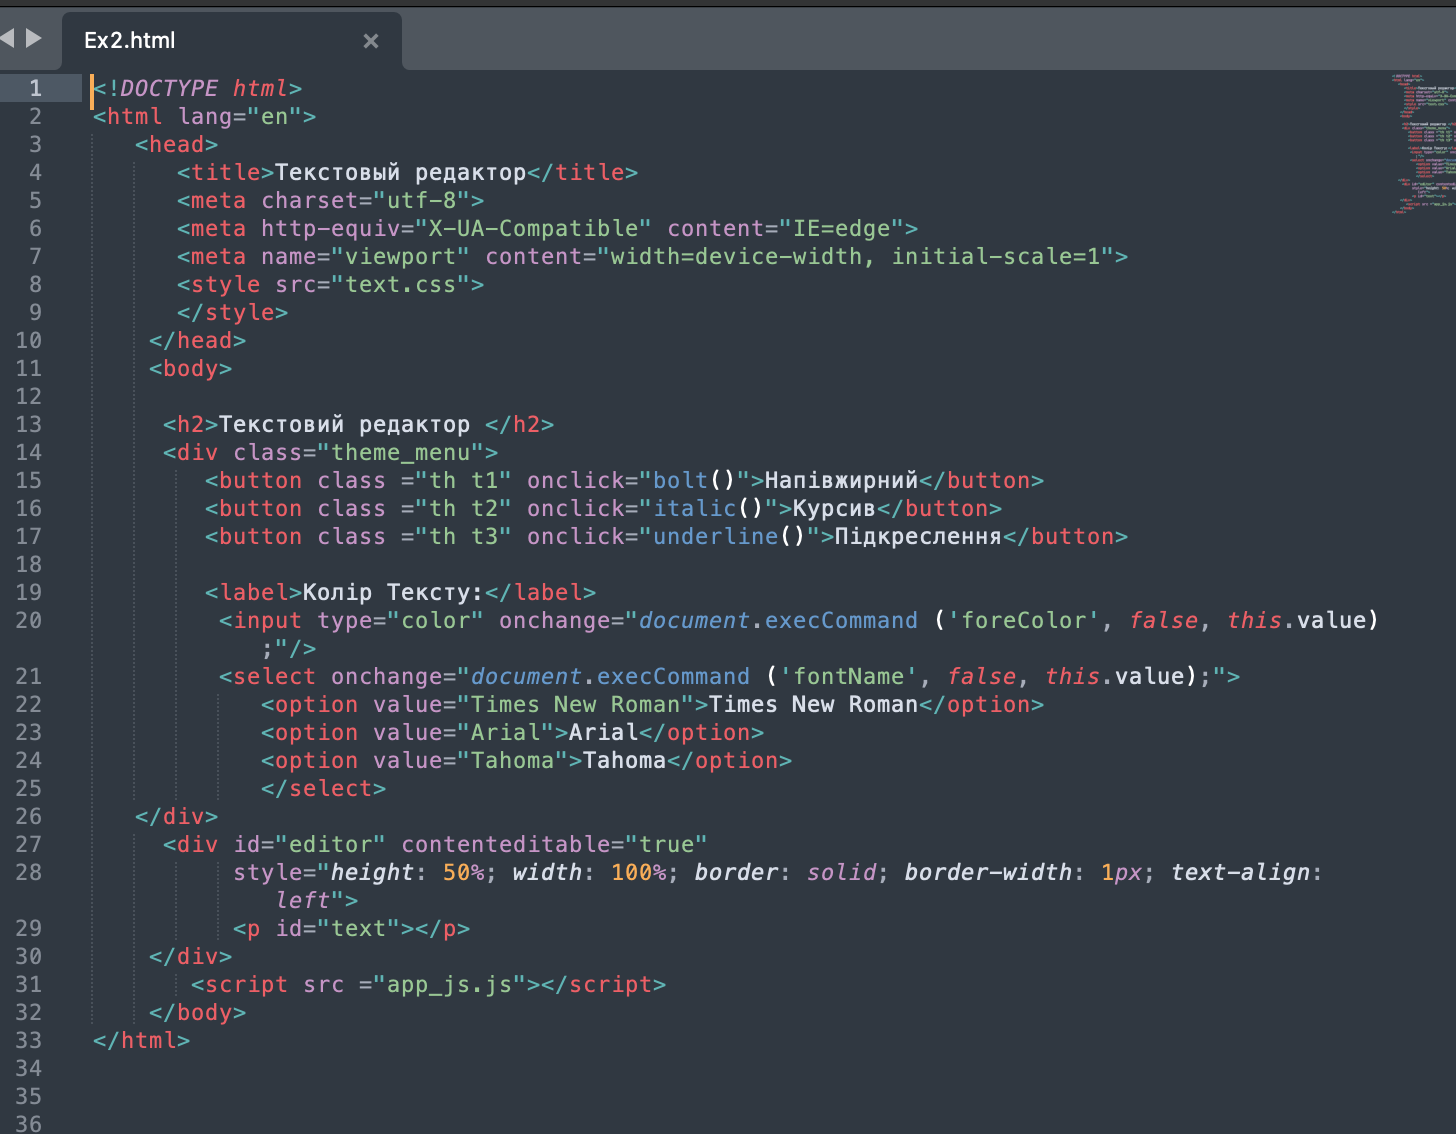 Ex2.html ×
1 <!DOCTYPE html>
2 <html lang="en">
3 <head>
4 <title>Текстовый редактор</title>
5 <meta charset="utf-8">
6 <meta http-equiv="X-UA-Compatible" content="IE=edge">
7 <meta name="viewport" content="width=device-width, initial-scale=1">
8 <style src="text.css">
9 </style>
10 </head>
11 <body>
12
13 <h2>Текстовий редактор </h2>
14 <div class="theme_menu">
15 <button class ="th t1" onclick="bolt()">Напівжирний</button>
16 <button class ="th t2" onclick="italic()">Курсив</button>
17 <button class ="th t3" onclick="underline()">Підкреслення</button>
18
19 <label>Колір Тексту:</label>
20 <input type="color" onchange="document.execCommand ('foreColor', false, this.value)
;"/>
21 <select onchange="document.execCommand ('fontName', false, this.value);">
22 <option value="Times New Roman">Times New Roman</option>
23 <option value="Arial">Arial</option>
24 <option value="Tahoma">Tahoma</option>
25 </select>
26 </div>
27 <div id="editor" contenteditable="true"
28 style="height: 50%; width: 100%; border: solid; border-width: 1px; text-align:
left">
29 <p id="text"></p>
30 </div>
31 <script src ="app_js.js"></script>
32 </body>
33 </html>
34
35
36